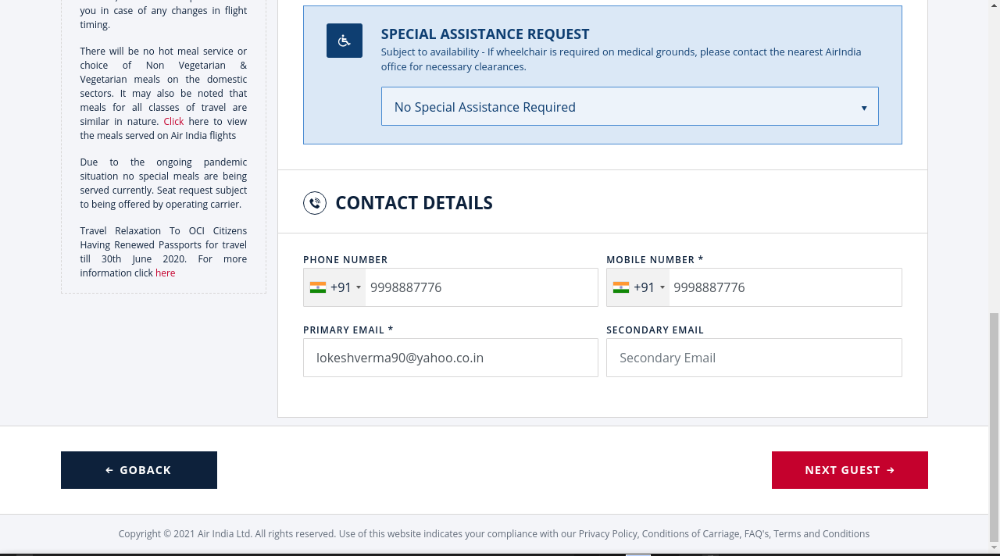 you in case of any changes in flight
timing.
There will be no hot meal service or
choice of Non Vegetarian &
Vegetarian meals on the domestic
sectors. It may also be noted that
meals for all classes of travel are
similar in nature. Click here to view
the meals served on Air India flights
Due to the ongoing pandemic
situation no special meals are being
served currently. Seat request subject
to being offered by operating carrier.
Travel Relaxation To OCI Citizens
Having Renewed Passports for travel
till 30th June 2020. For more
information click here
SPECIAL ASSISTANCE REQUEST
Subject to availability - If wheelchair is required on medical grounds, please contact the nearest AirIndia
office for necessary clearances.
No Special Assistance Required
CONTACT DETAILS
PHONE NUMBER
+91 9998887776
MOBILE NUMBER *
+91 9998887776
PRIMARY EMAIL *
lokeshverma90@yahoo.co.in
SECONDARY EMAIL
Secondary Email
← GOBACK
NEXT GUEST →
Copyright © 2021 Air India Ltd. All rights reserved. Use of this website indicates your compliance with our Privacy Policy, Conditions of Carriage, FAQ's, Terms and Conditions